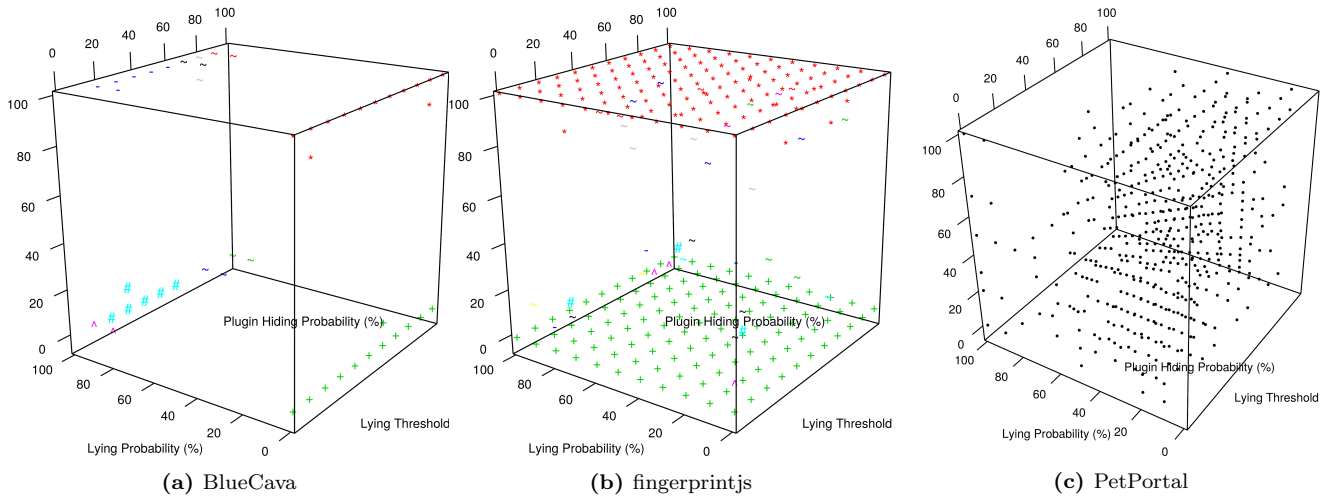 0 20 40 60 80 100
100 80 60 40 20 0
100 80 60 40 20 0
Plugin Hiding Probability (%)
Lying Threshold
Lying Probability (%)
(a) BlueCava
0 20 40 60 80 100
100 80 60 40 20 0
100 80 60 40 20 0
Plugin Hiding Probability (%)
Lying Threshold
Lying Probability (%)
(b) fingerprintjs
0 20 40 60 80 100
100 80 60 40 20 0
100 80 60 40 20 0
Plugin Hiding Probability (%)
Lying Threshold
Lying Probability (%)
(c) PetPortal